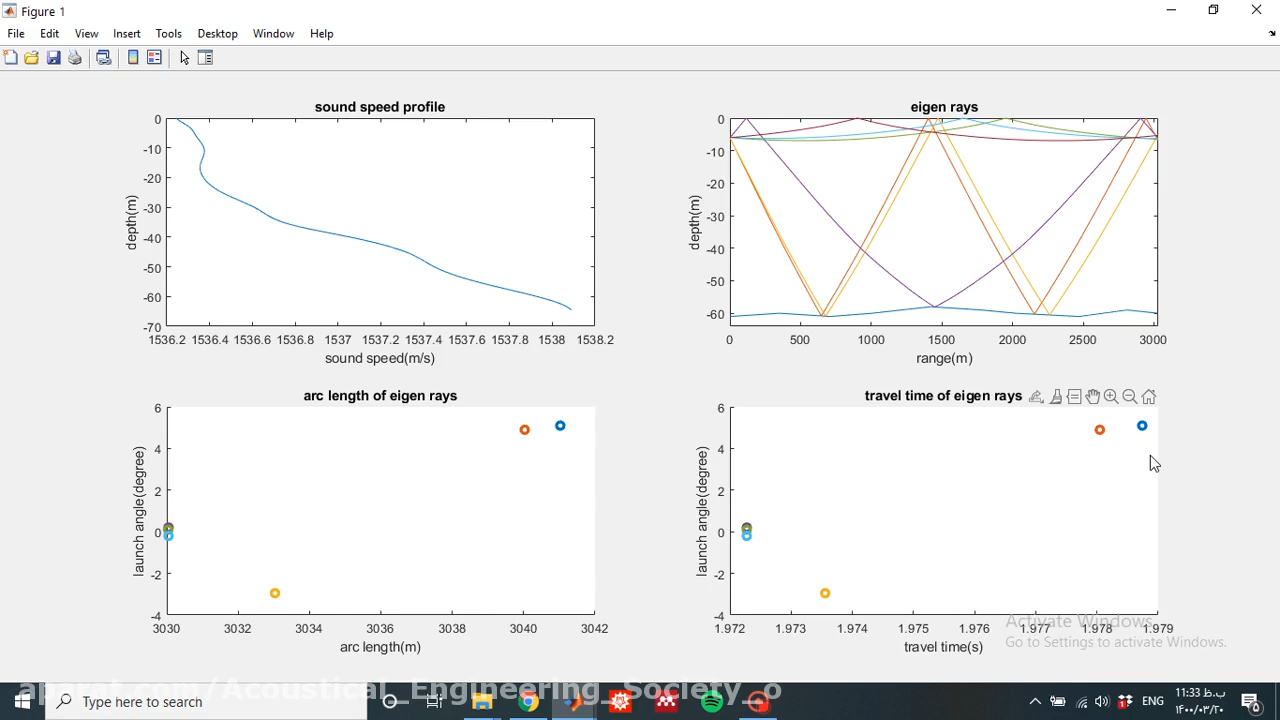 Figure 1
File Edit View Insert Tools Desktop Window Help
sound speed profile
0
-10
-20
-30
-40
-50
-60
-70
depth(m)
1536.2 1536.4 1536.6 1536.8 1537 1537.2 1537.4 1537.6 1537.8 1538 1538.2
sound speed(m/s)
eigen rays
0
-10
-20
-30
-40
-50
-60
depth(m)
0 500 1000 1500 2000 2500 3000
range(m)
arc length of eigen rays
6
4
2
0
-2
-4
launch angle(degree)
3030 3032 3034 3036 3038 3040 3042
arc length(m)
travel time of eigen rays
6
4
2
0
-2
-4
launch angle(degree)
1.972 1.973 1.974 1.975 1.976 1.977 1.978 1.979
travel time(s)
Activate Windows
Go to Settings to activate Windows.
aparat.com/Acoustical_Engineering_Society_o
Type here to search
ENG
11:33 ب.ظ
۱۴۰۰/۰۳/۲۰